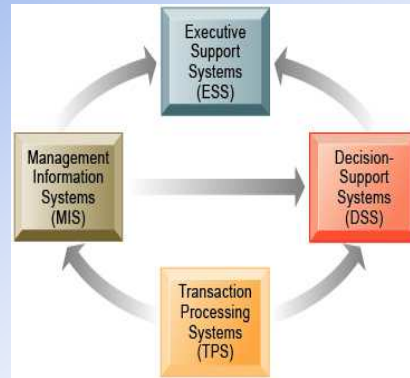 Executive
Support
Systems
(ESS)
Management
Information
Systems
(MIS)
Decision-
Support
Systems
(DSS)
Transaction
Processing
Systems
(TPS)